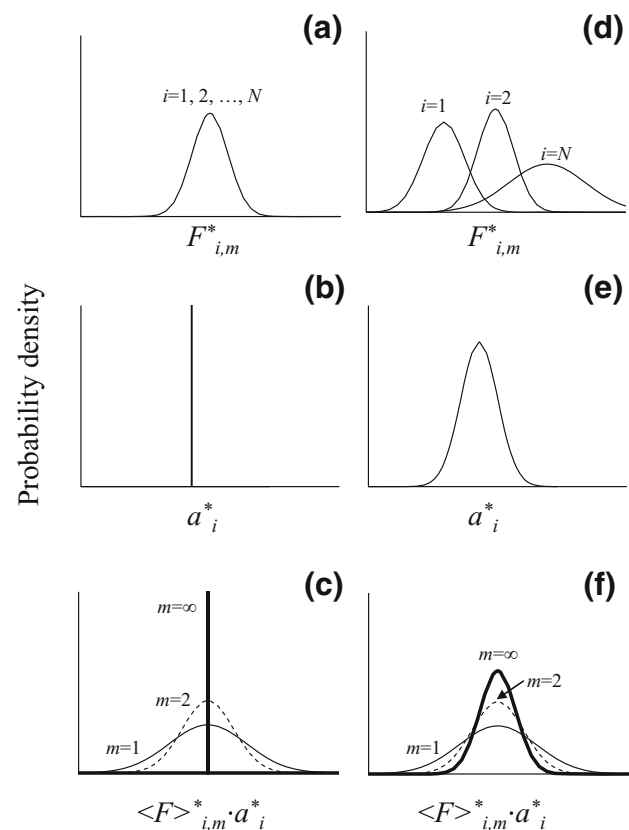 (a)
i=1, 2, ..., N
F*i,m
(d)
i=1
i=2
i=N
F*i,m
Probability density
(b)
a*i
(e)
a*i
(c)
m=∞
m=2
m=1
<F>*i,m·a*i
(f)
m=∞
m=2
m=1
<F>*i,m·a*i